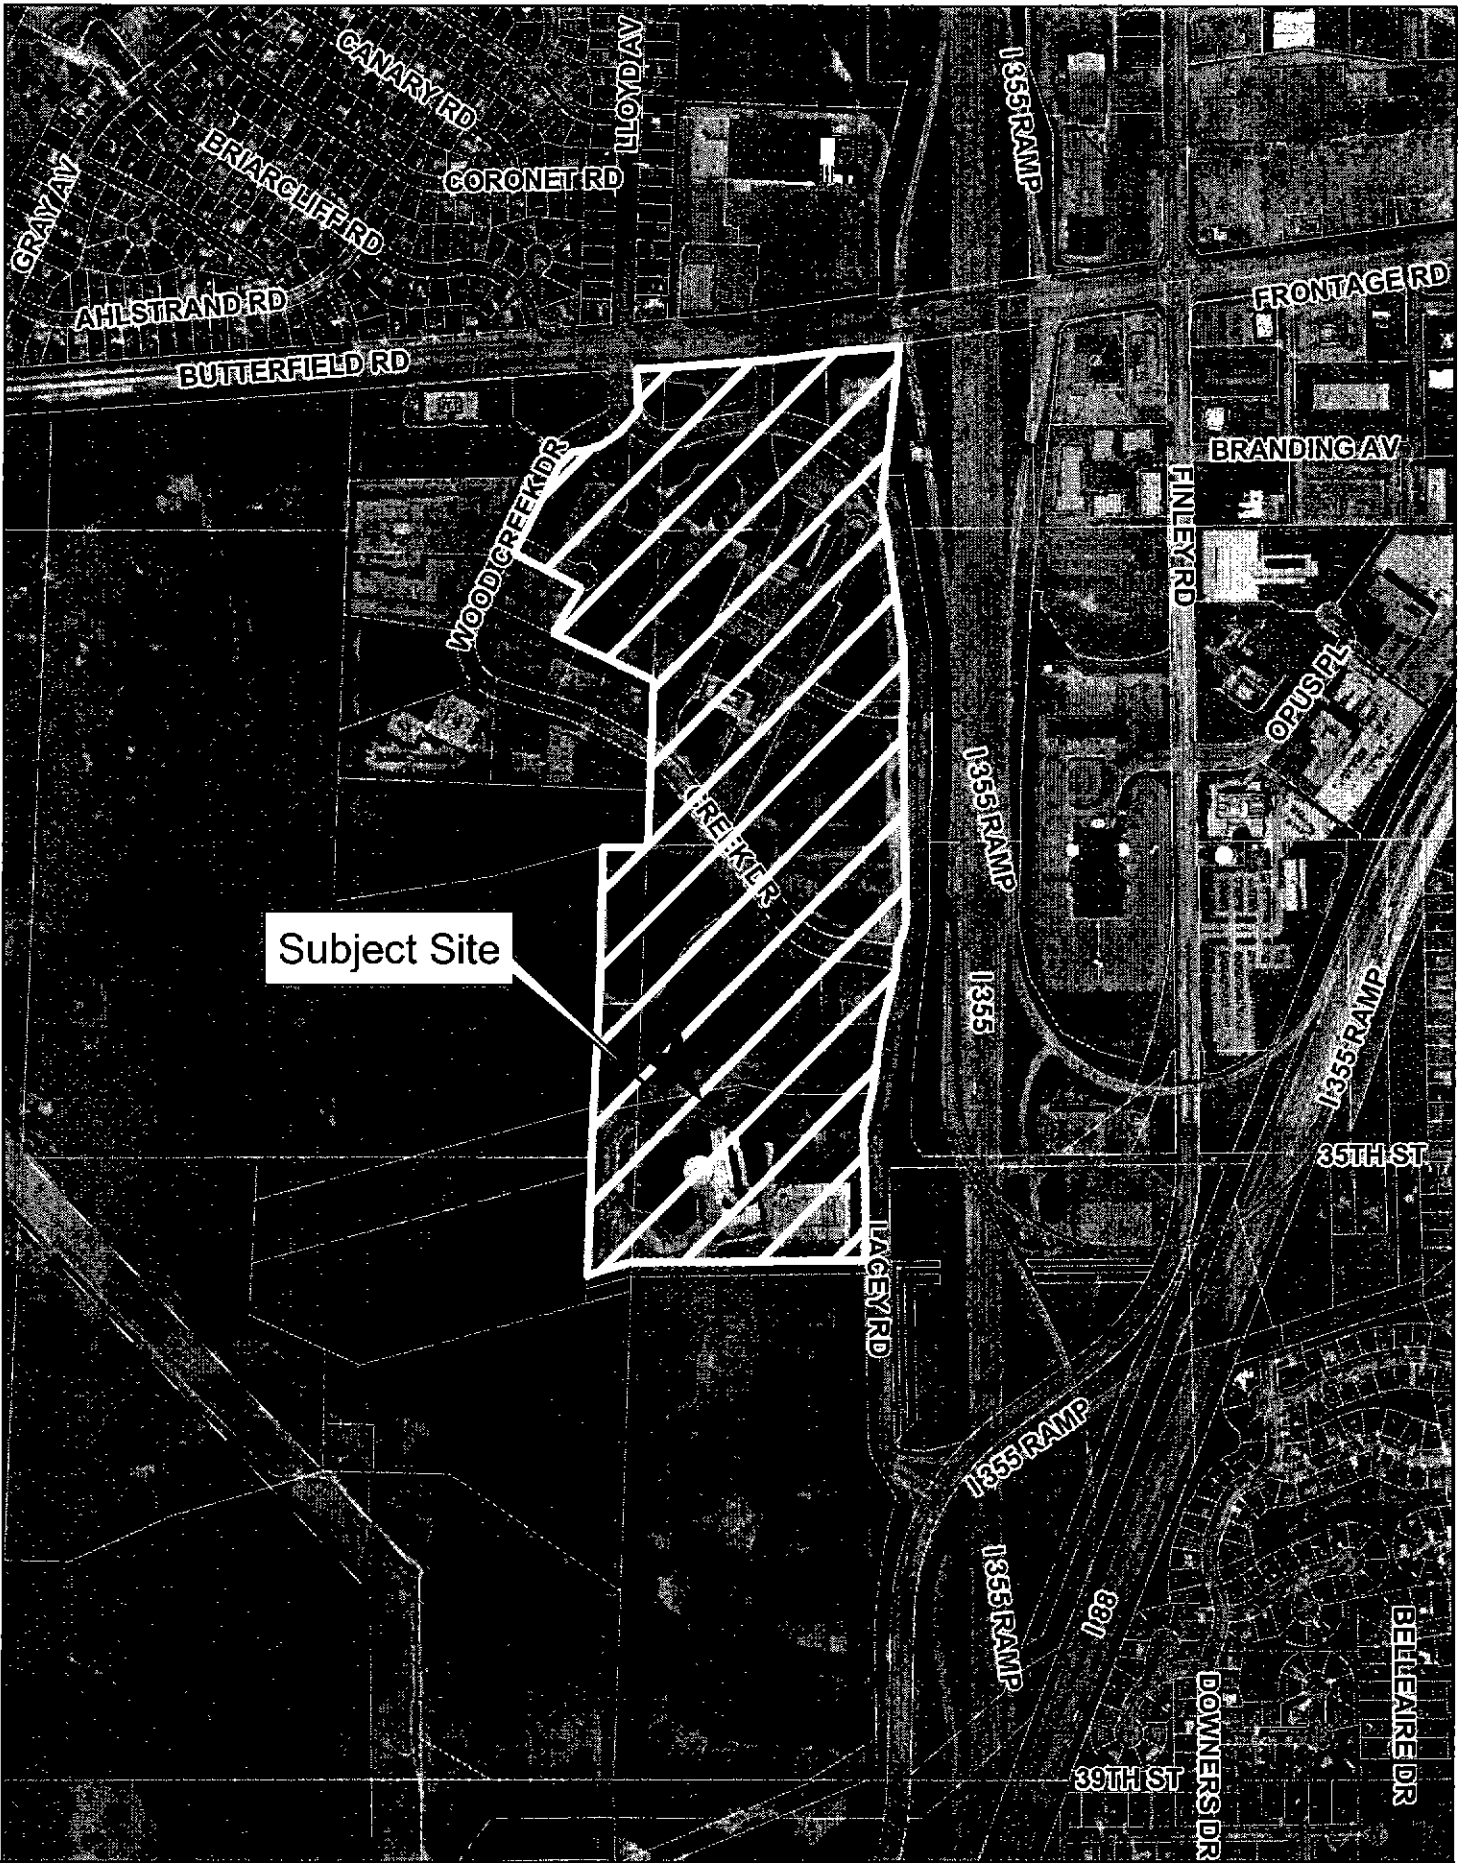 CANARY RD
LLOYD AV
I 355 RAMP
BRIARCLIFF RD
CORONET RD
GRAY AV
AHLSTRAND RD
FRONTAGE RD
BUTTERFIELD RD
BRANDING AV
WOODCREEK DR
FINLEY RD
OPUS PL
I 355 RAMP
CREEK DR
Subject Site
I 355
I 355 RAMP
35TH ST
LACEY RD
I 355 RAMP
I 355 RAMP
I 88
BELLEAIRE DR
DOWNERS DR
39TH ST